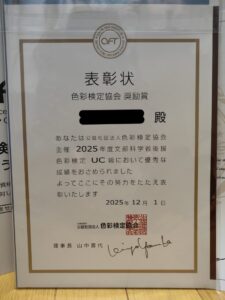 AFT
表彰状
色彩検定協会 奨励賞
殿
あなたは公益社団法人色彩検定協会
主催 2025年度文部科学省後援
色彩検定 UC級において優秀な
成績をおさめられました
よってここにその努力をたたえ表
彰いたします
2025年12月1日
公益社団法人 色彩検定協会
理事長 山中雅代